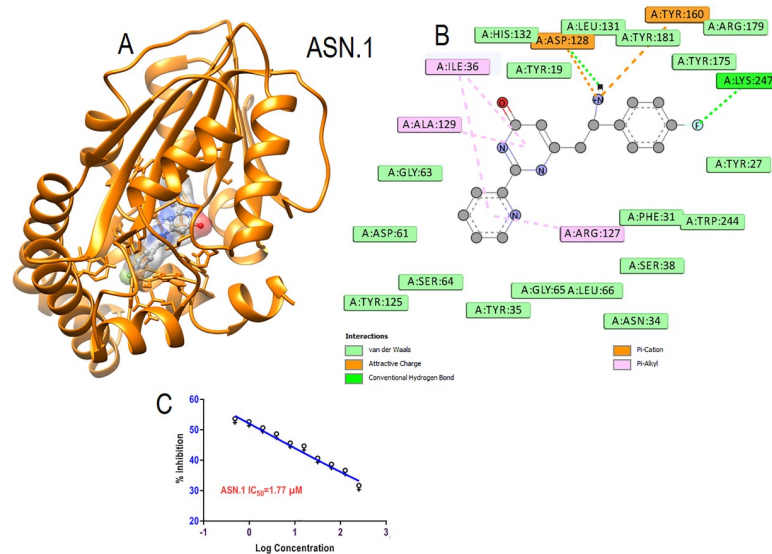 A
ASN.1
B
A:TYR:160
A:LEU:131
A:ARG:179
A:HIS:132
A:ASP:128
A:TYR:181
A:ILE:36
A:TYR:19
A:TYR:175
A:LYS:247
N
O
F
A:ALA:129
N
N
A:TYR:27
A:GLY:63
N
A:PHE:31
A:TRP:244
A:ASP:61
A:ARG:127
A:SER:38
A:SER:64
A:GLY:65
A:LEU:66
A:TYR:125
A:TYR:35
A:ASN:34
Interactions
van der Waals
Attractive Charge
Conventional Hydrogen Bond
Pi-Cation
Pi-Alkyl
C
60
50
40
30
20
% inhibition
ASN.1 IC50=1.77 µM
-1 0 1 2 3
Log Concentration